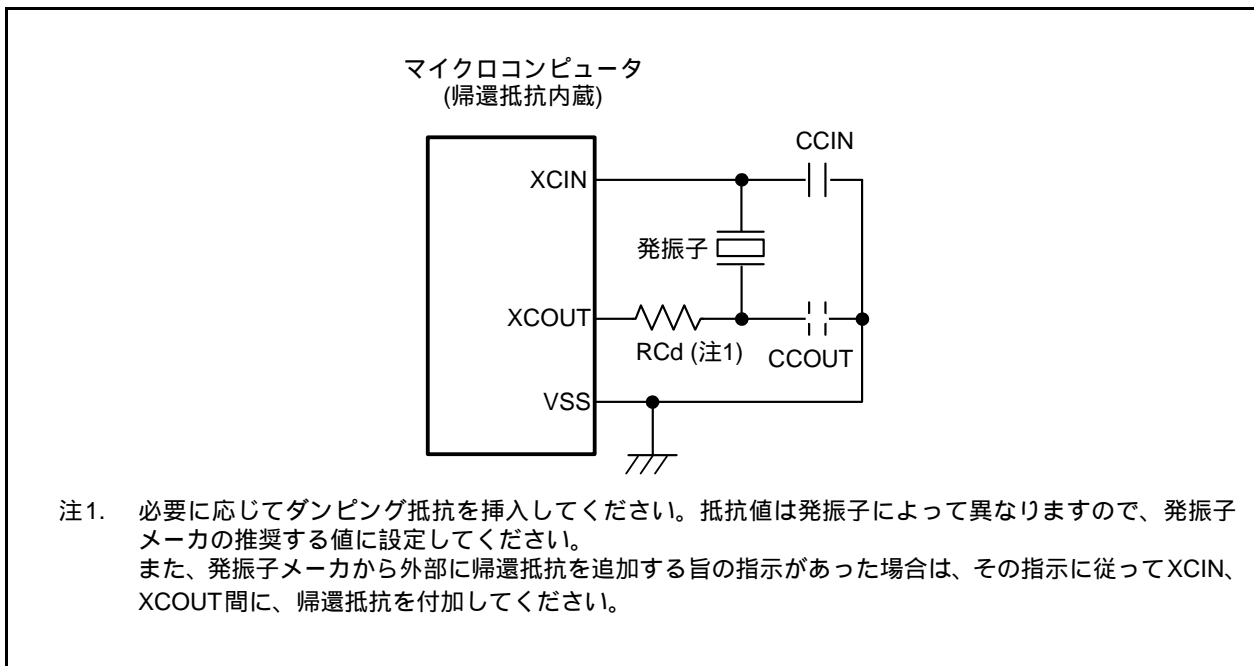 マイクロコンピュータ
(帰還抵抗内蔵)
CCIN
XCIN
発振子
XCOUT
RCd (注1)
CCOUT
VSS
注1. 必要に応じてダンピング抵抗を挿入してください。抵抗値は発振子によって異なりますので、発振子
メーカの推奨する値に設定してください。
また、発振子メーカから外部に帰還抵抗を追加する旨の指示があった場合は、その指示に従ってXCIN、
XCOUT間に、帰還抵抗を付加してください。